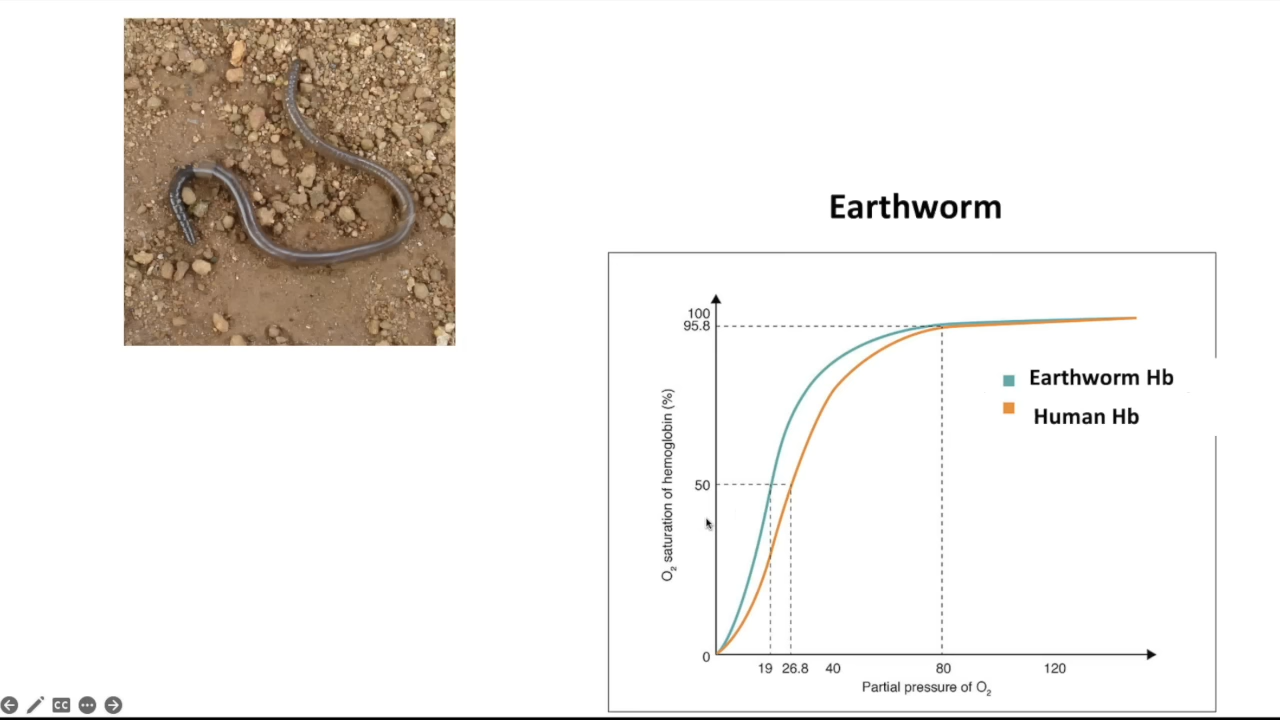 Earthworm
100
95.8
50
0
O₂ saturation of hemoglobin (%)
Earthworm Hb
Human Hb
19 26.8 40 80 120
Partial pressure of O₂
CC